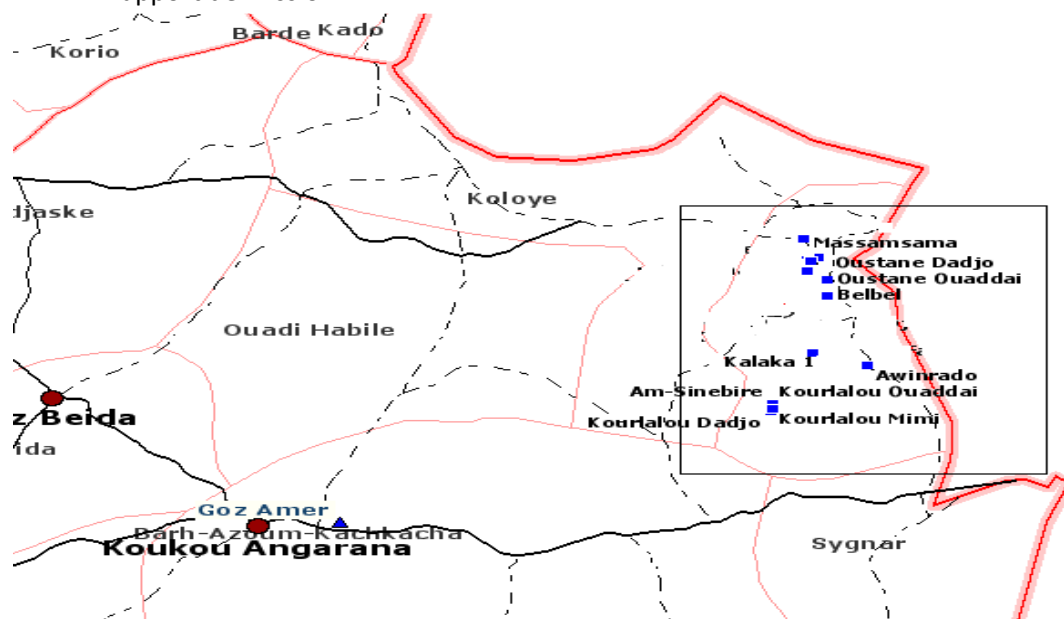 Barde Kado
Korio
Koloye
djaske
Massamsama
Oustane Dadjo
Oustane Ouaddai
Belbel
Ouadi Habile
Kalaka 1
Awinrado
Am-Sinebire
Kourlalou Ouaddai
z Beida
Kourlalou Dadjo
Kourlalou Mimi
ida
Goz Amer
Barh-Azoum-Kachkacha
Koukou Angarana
Sygnar